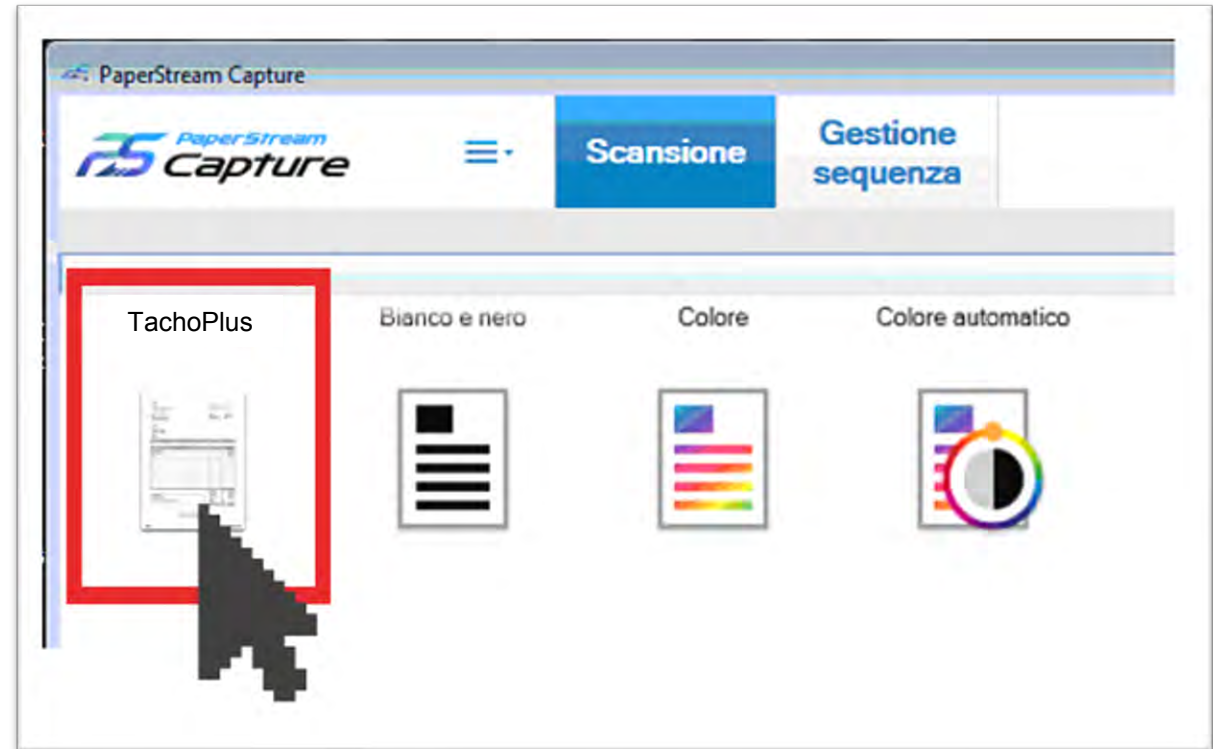 PaperStream Capture
PaperStream
Capture
Scansione
Gestione
sequenza
TachoPlus
Bianco e nero
Colore
Colore automatico